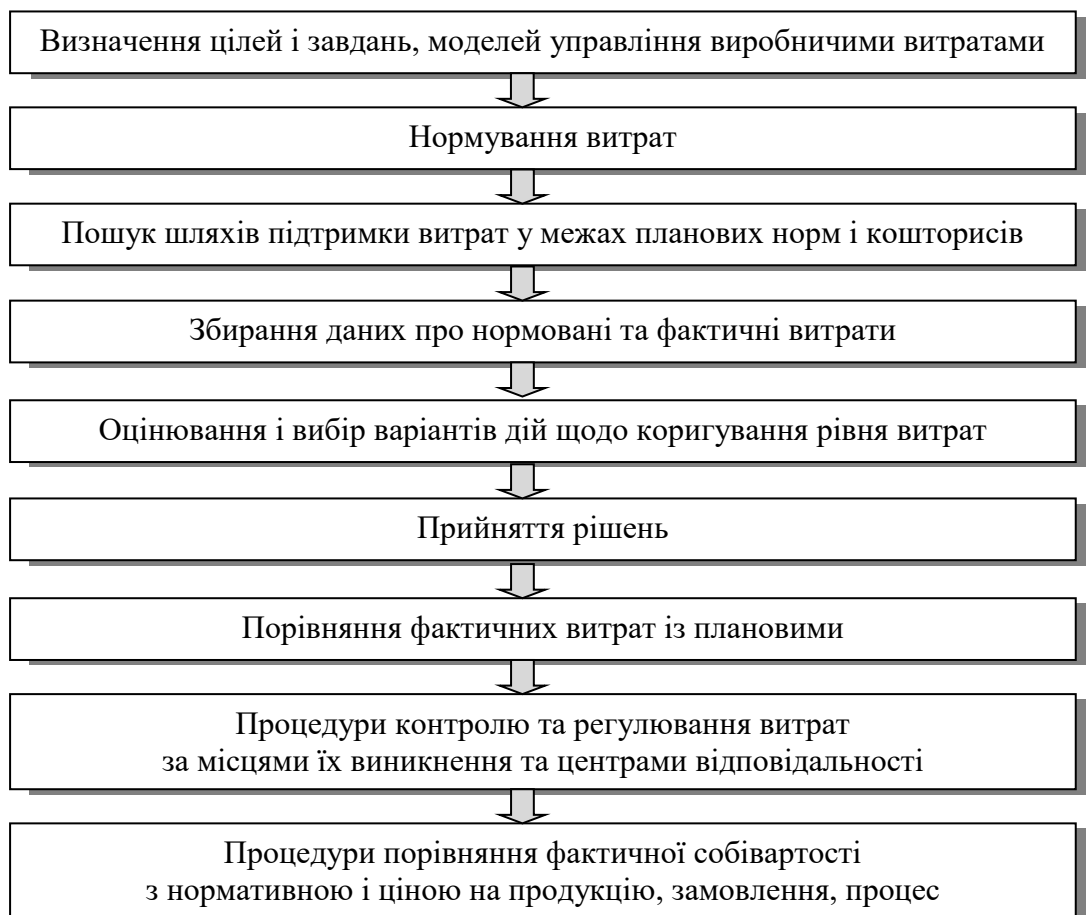 Визначення цілей і завдань, моделей управління виробничими витратами
Нормування витрат
Пошук шляхів підтримки витрат у межах планових норм і кошторисів
Збирання даних про нормовані та фактичні витрати
Оцінювання і вибір варіантів дій щодо коригування рівня витрат
Прийняття рішень
Порівняння фактичних витрат із плановими
Процедури контролю та регулювання витрат
за місцями їх виникнення та центрами відповідальності
Процедури порівняння фактичної собівартості
з нормативною і ціною на продукцію, замовлення, процес